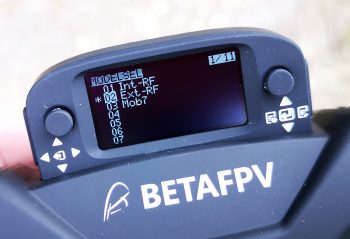 MODELSEL 1/11
01 Int-RF
* 02 Ext-RF
03 Mob7
04
05
06
07
BETAFPV